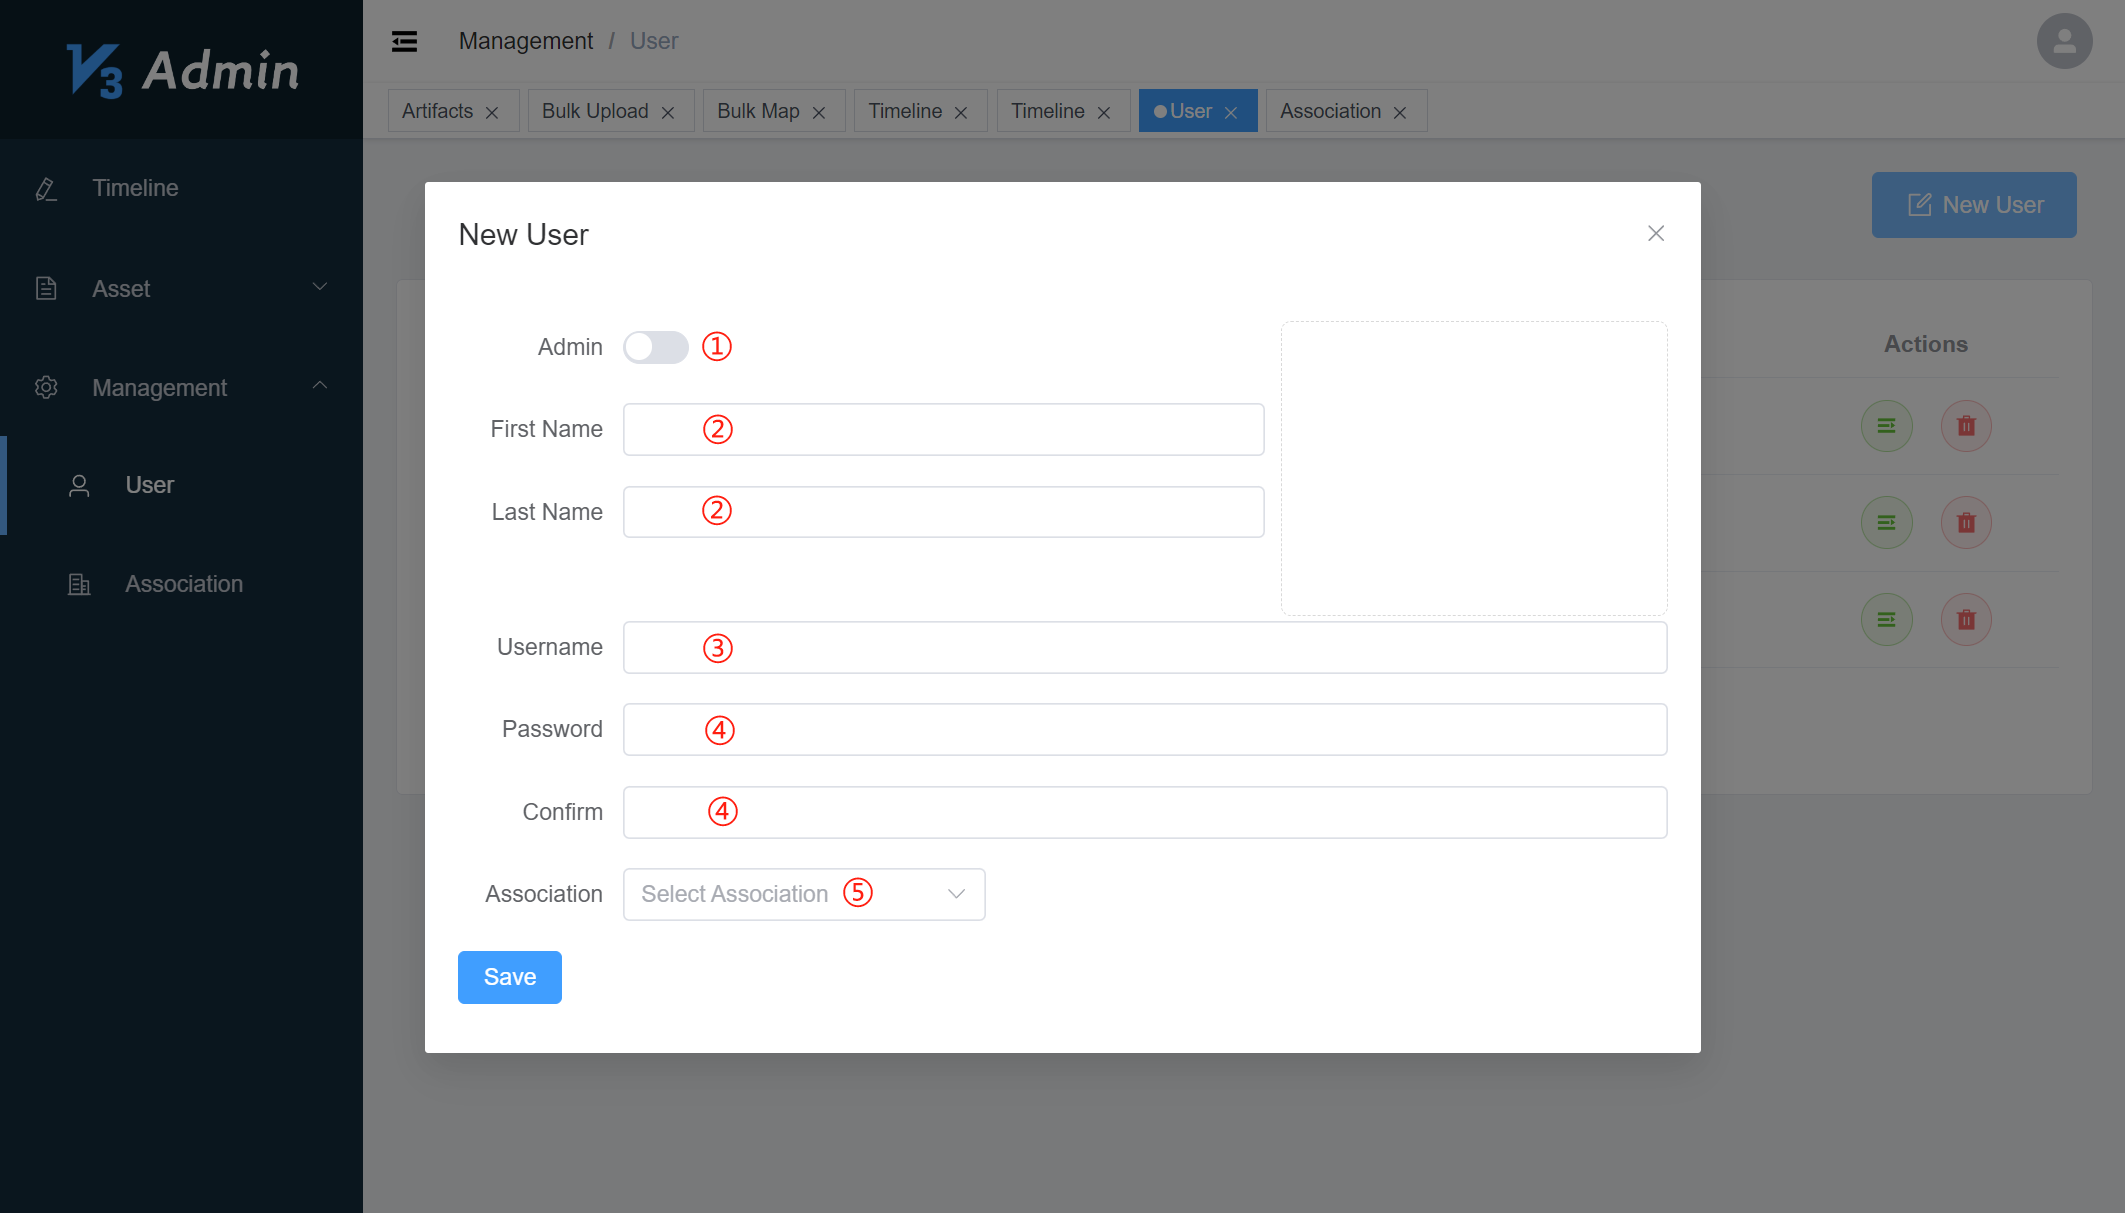 V3 Admin
Management / User
Artifacts
Bulk Upload
Bulk Map
Timeline
Timeline
User
Association
Timeline
Asset
Management
User
Association
New User
Actions
New User
Admin ①
First Name ②
Last Name ②
Username ③
Password ④
Confirm ④
Association Select Association ⑤
Save